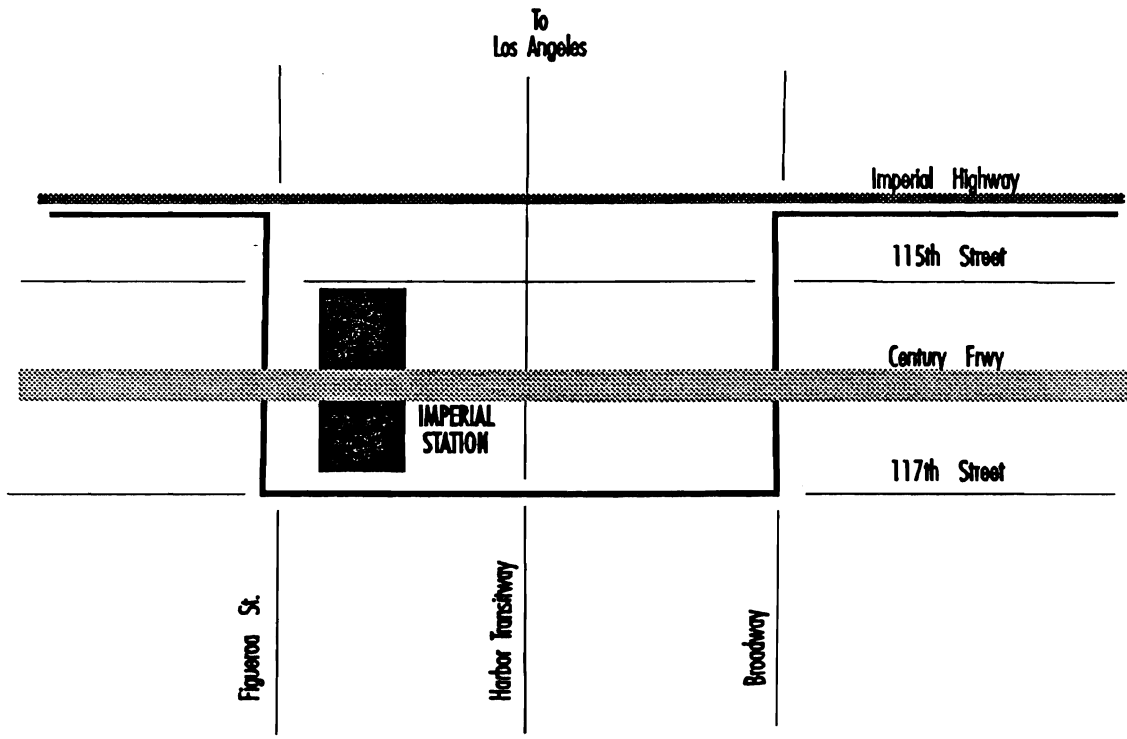 To
Los Angeles
Imperial Highway
115th Street
Century Frwy
IMPERIAL
STATION
117th Street
Figueroa St.
Harbor Transitway
Broadway